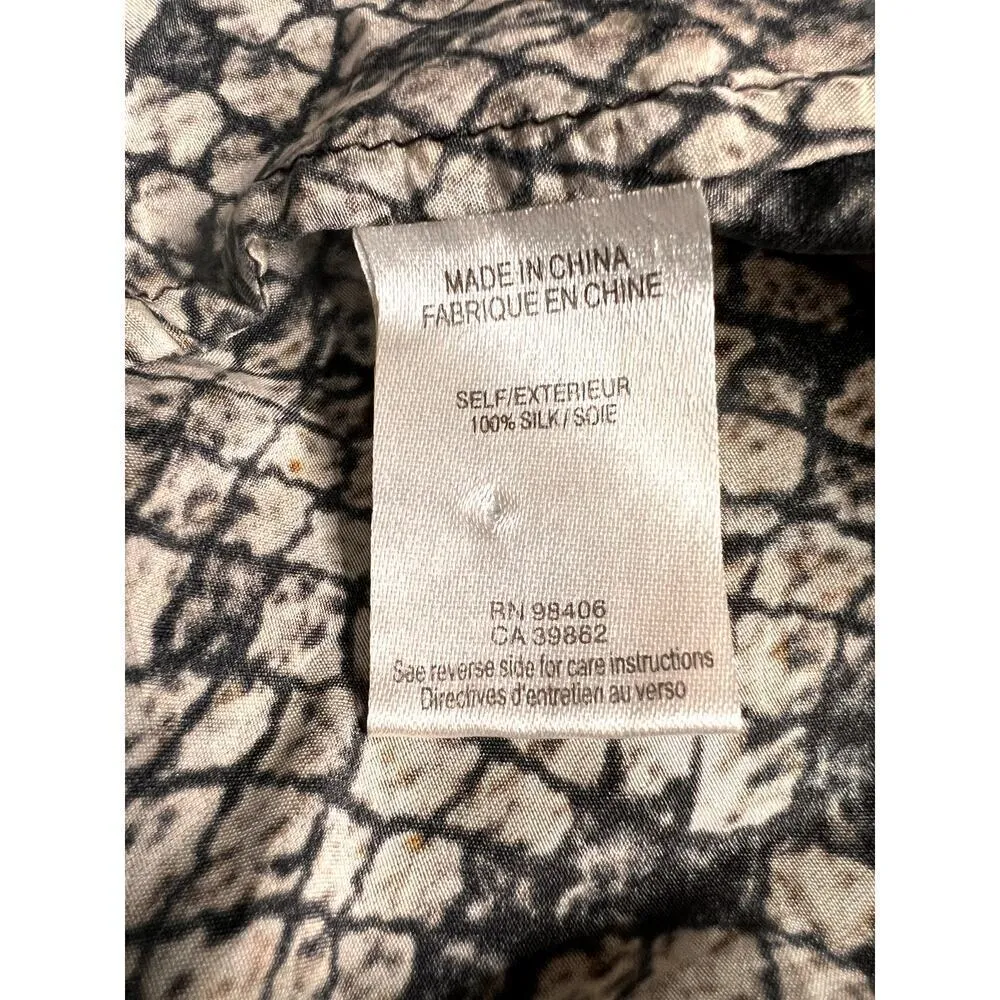 MADE IN CHINA
FABRIQUE EN CHINE
SELF/EXTERIEUR
100% SILK / SOIE
RN 98406
CA 39862
See reverse side for care instructions
Directives d'entretien au verso